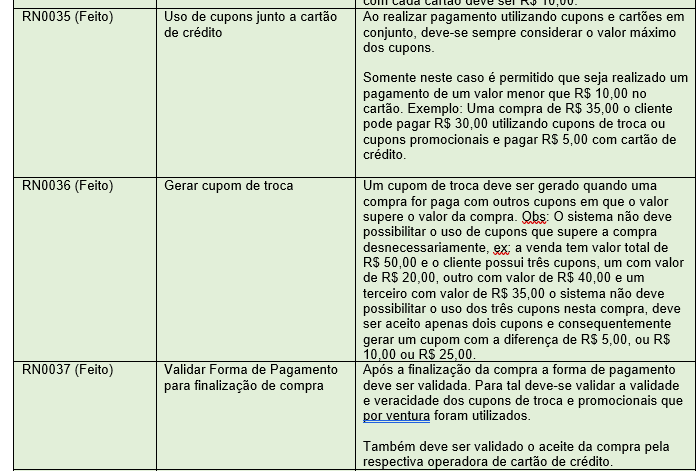 com cada cartão deve ser R$ 10,00.
RN0035 (Feito)
Uso de cupons junto a cartão
de crédito
Ao realizar pagamento utilizando cupons e cartões em
conjunto, deve-se sempre considerar o valor máximo
dos cupons.
Somente neste caso é permitido que seja realizado um
pagamento de um valor menor que R$ 10,00 no
cartão. Exemplo: Uma compra de R$ 35,00 o cliente
pode pagar R$ 30,00 utilizando cupons de troca ou
cupons promocionais e pagar R$ 5,00 com cartão de
crédito.
RN0036 (Feito)
Gerar cupom de troca
Um cupom de troca deve ser gerado quando uma
compra for paga com outros cupons em que o valor
supere o valor da compra. Obs: O sistema não deve
possibilitar o uso de cupons que supere a compra
desnecessariamente, ex: a venda tem valor total de
R$ 50,00 e o cliente possui três cupons, um com valor
de R$ 20,00, outro com valor de R$ 40,00 e um
terceiro com valor de R$ 35,00 o sistema não deve
possibilitar o uso dos três cupons nesta compra, deve
ser aceito apenas dois cupons e consequentemente
gerar um cupom com a diferença de R$ 5,00, ou R$
10,00 ou R$ 25,00.
RN0037 (Feito)
Validar Forma de Pagamento
para finalização de compra
Após a finalização da compra a forma de pagamento
deve ser validada. Para tal deve-se validar a validade
e veracidade dos cupons de troca e promocionais que
por ventura foram utilizados.
Também deve ser validado o aceite da compra pela
respectiva operadora de cartão de crédito.